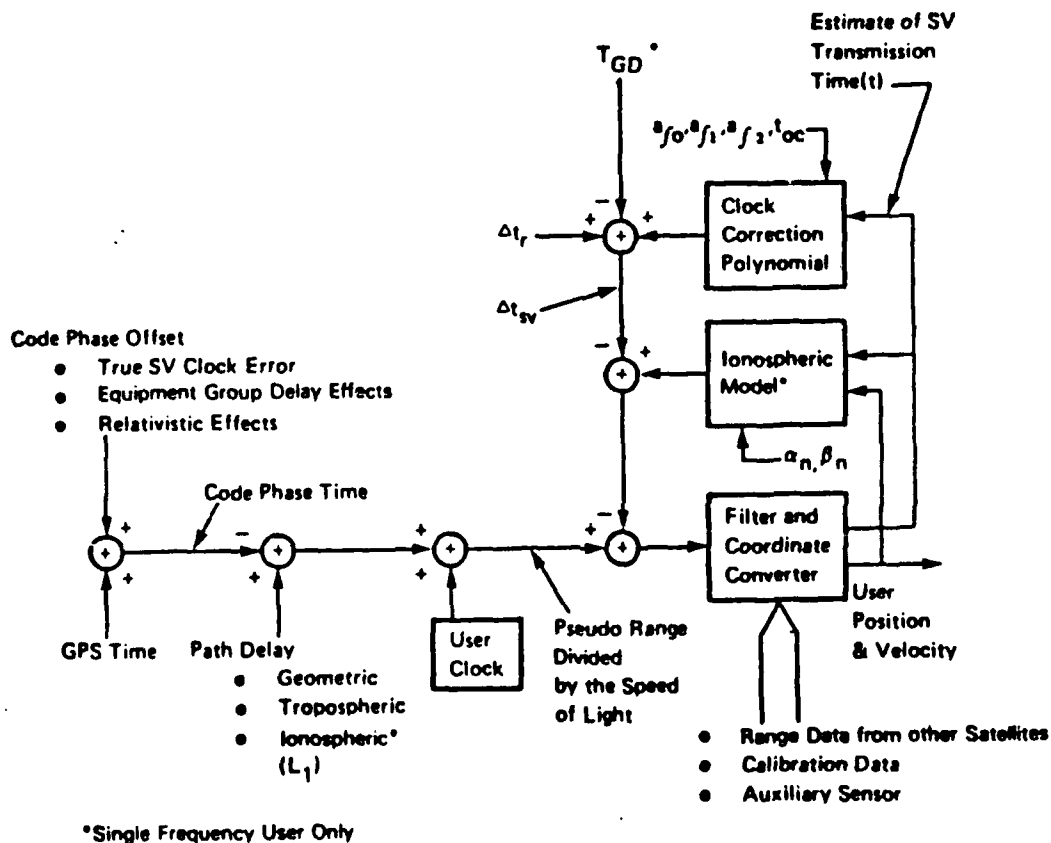 Estimate of SV
Transmission
Time(t)
T_GD *
a_f0, a_f1, a_f2, t_oc
Clock
Correction
Polynomial
− + + +
Δt_r
Δt_sv
Code Phase Offset
• True SV Clock Error
• Equipment Group Delay Effects
• Relativistic Effects
− + +
Ionospheric
Model*
α_n, β_n
Code Phase Time
Filter and
Coordinate
Converter
+ + +
− + +
+ + +
+ − +
GPS Time
Path Delay
• Geometric
• Tropospheric
• Ionospheric*
(L_1)
User
Clock
Pseudo Range
Divided
by the Speed
of Light
User
Position
& Velocity
• Range Data from other Satellites
• Calibration Data
• Auxiliary Sensor
*Single Frequency User Only